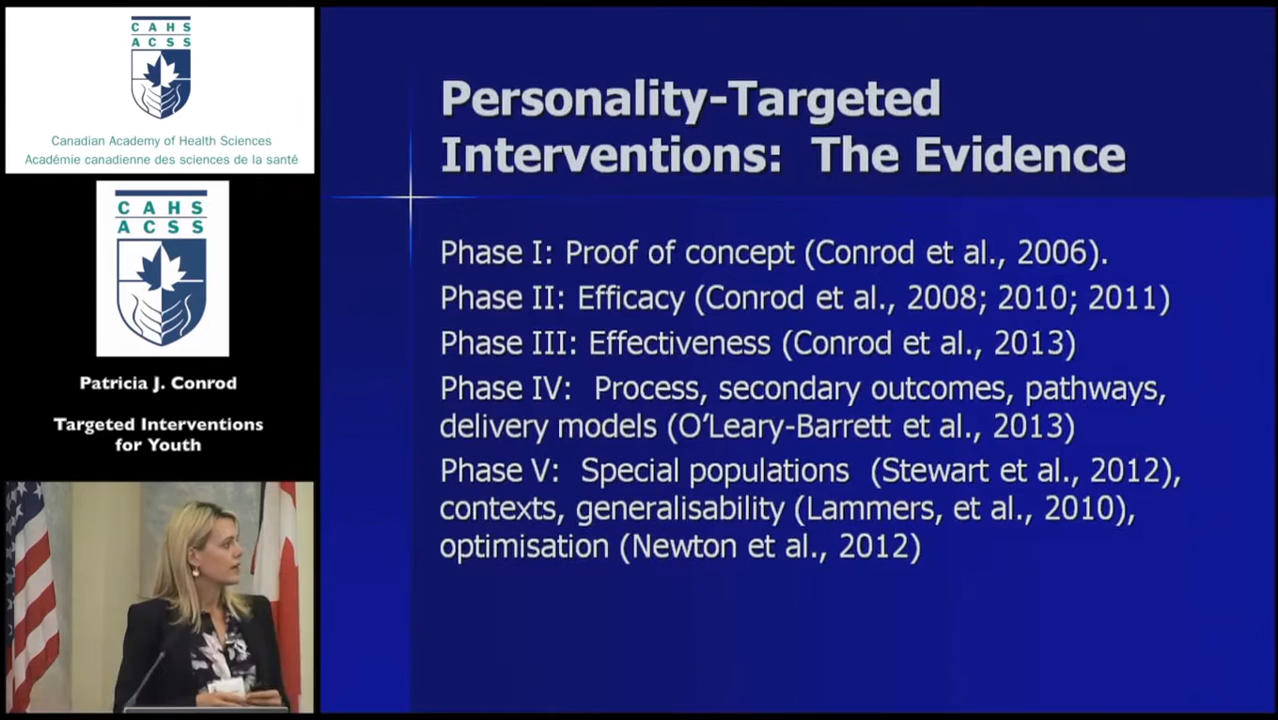 CAHS
ACSS
Canadian Academy of Health Sciences
Académie canadienne des sciences de la santé
CAHS
ACSS
Patricia J. Conrod
Targeted Interventions
for Youth
Personality-Targeted
Interventions:  The Evidence
Phase I: Proof of concept (Conrod et al., 2006).
Phase II: Efficacy (Conrod et al., 2008; 2010; 2011)
Phase III: Effectiveness (Conrod et al., 2013)
Phase IV:  Process, secondary outcomes, pathways,
delivery models (O’Leary-Barrett et al., 2013)
Phase V:  Special populations  (Stewart et al., 2012),
contexts, generalisability (Lammers, et al., 2010),
optimisation (Newton et al., 2012)